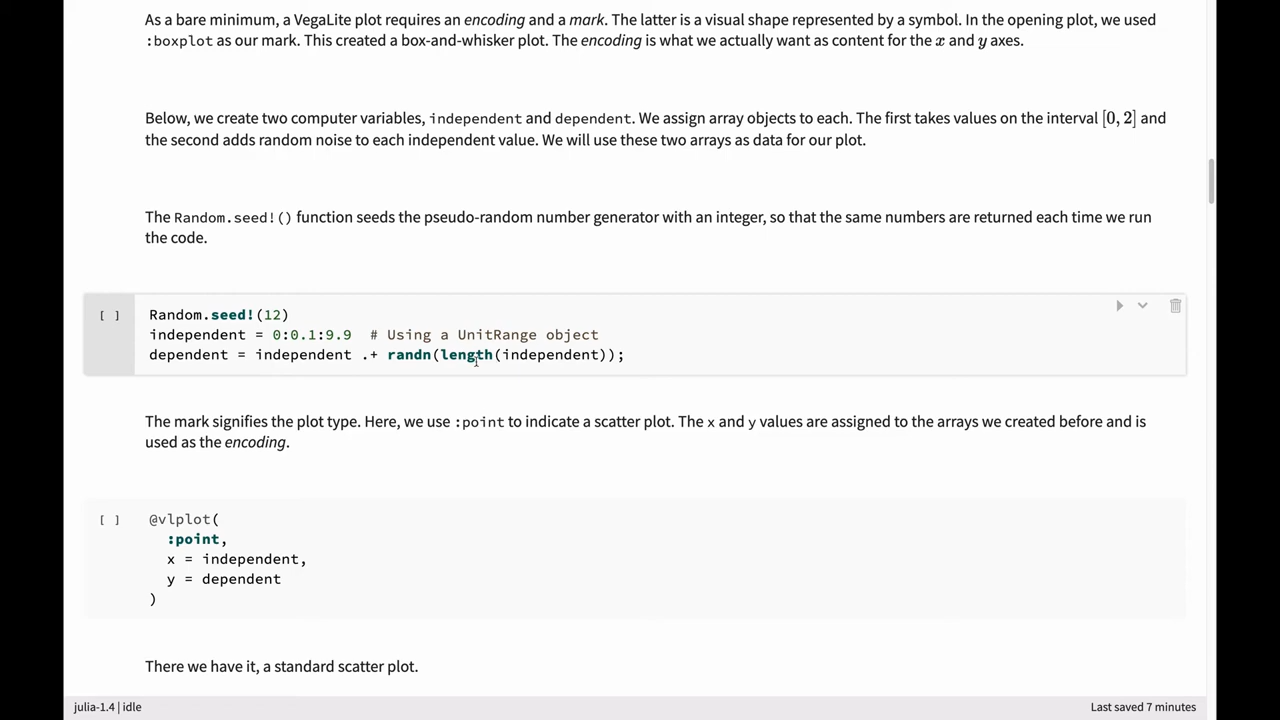 As a bare minimum, a VegaLite plot requires an encoding and a mark. The latter is a visual shape represented by a symbol. In the opening plot, we used
:boxplot as our mark. This created a box-and-whisker plot. The encoding is what we actually want as content for the x and y axes.
Below, we create two computer variables, independent and dependent. We assign array objects to each. The first takes values on the interval [0, 2] and
the second adds random noise to each independent value. We will use these two arrays as data for our plot.
The Random.seed!() function seeds the pseudo-random number generator with an integer, so that the same numbers are returned each time we run
the code.
[ ] Random.seed!(12)
independent = 0:0.1:9.9 # Using a UnitRange object
dependent = independent .+ randn(length(independent));
The mark signifies the plot type. Here, we use :point to indicate a scatter plot. The x and y values are assigned to the arrays we created before and is
used as the encoding.
[ ] @vlplot(
:point,
x = independent,
y = dependent
)
There we have it, a standard scatter plot.
julia-1.4 | idle Last saved 7 minutes